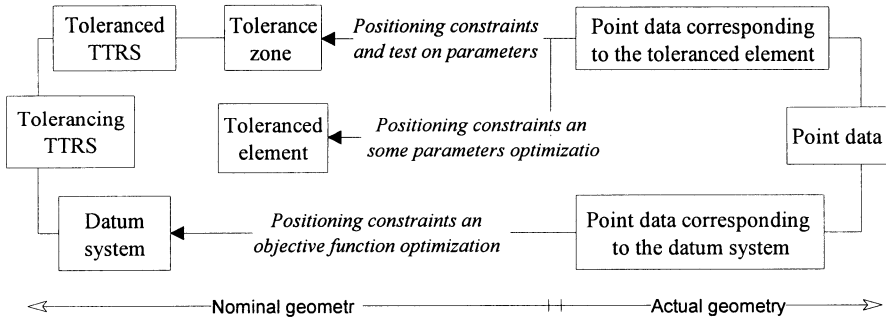 Toleranced
TTRS
Tolerance
zone
Positioning constraints
and test on parameters
Point data corresponding
to the toleranced element
Tolerancing
TTRS
Toleranced
element
Positioning constraints an
some parameters optimizatio
Point data
Datum
system
Positioning constraints an
objective function optimization
Point data corresponding
to the datum system
Nominal geometr
Actual geometry